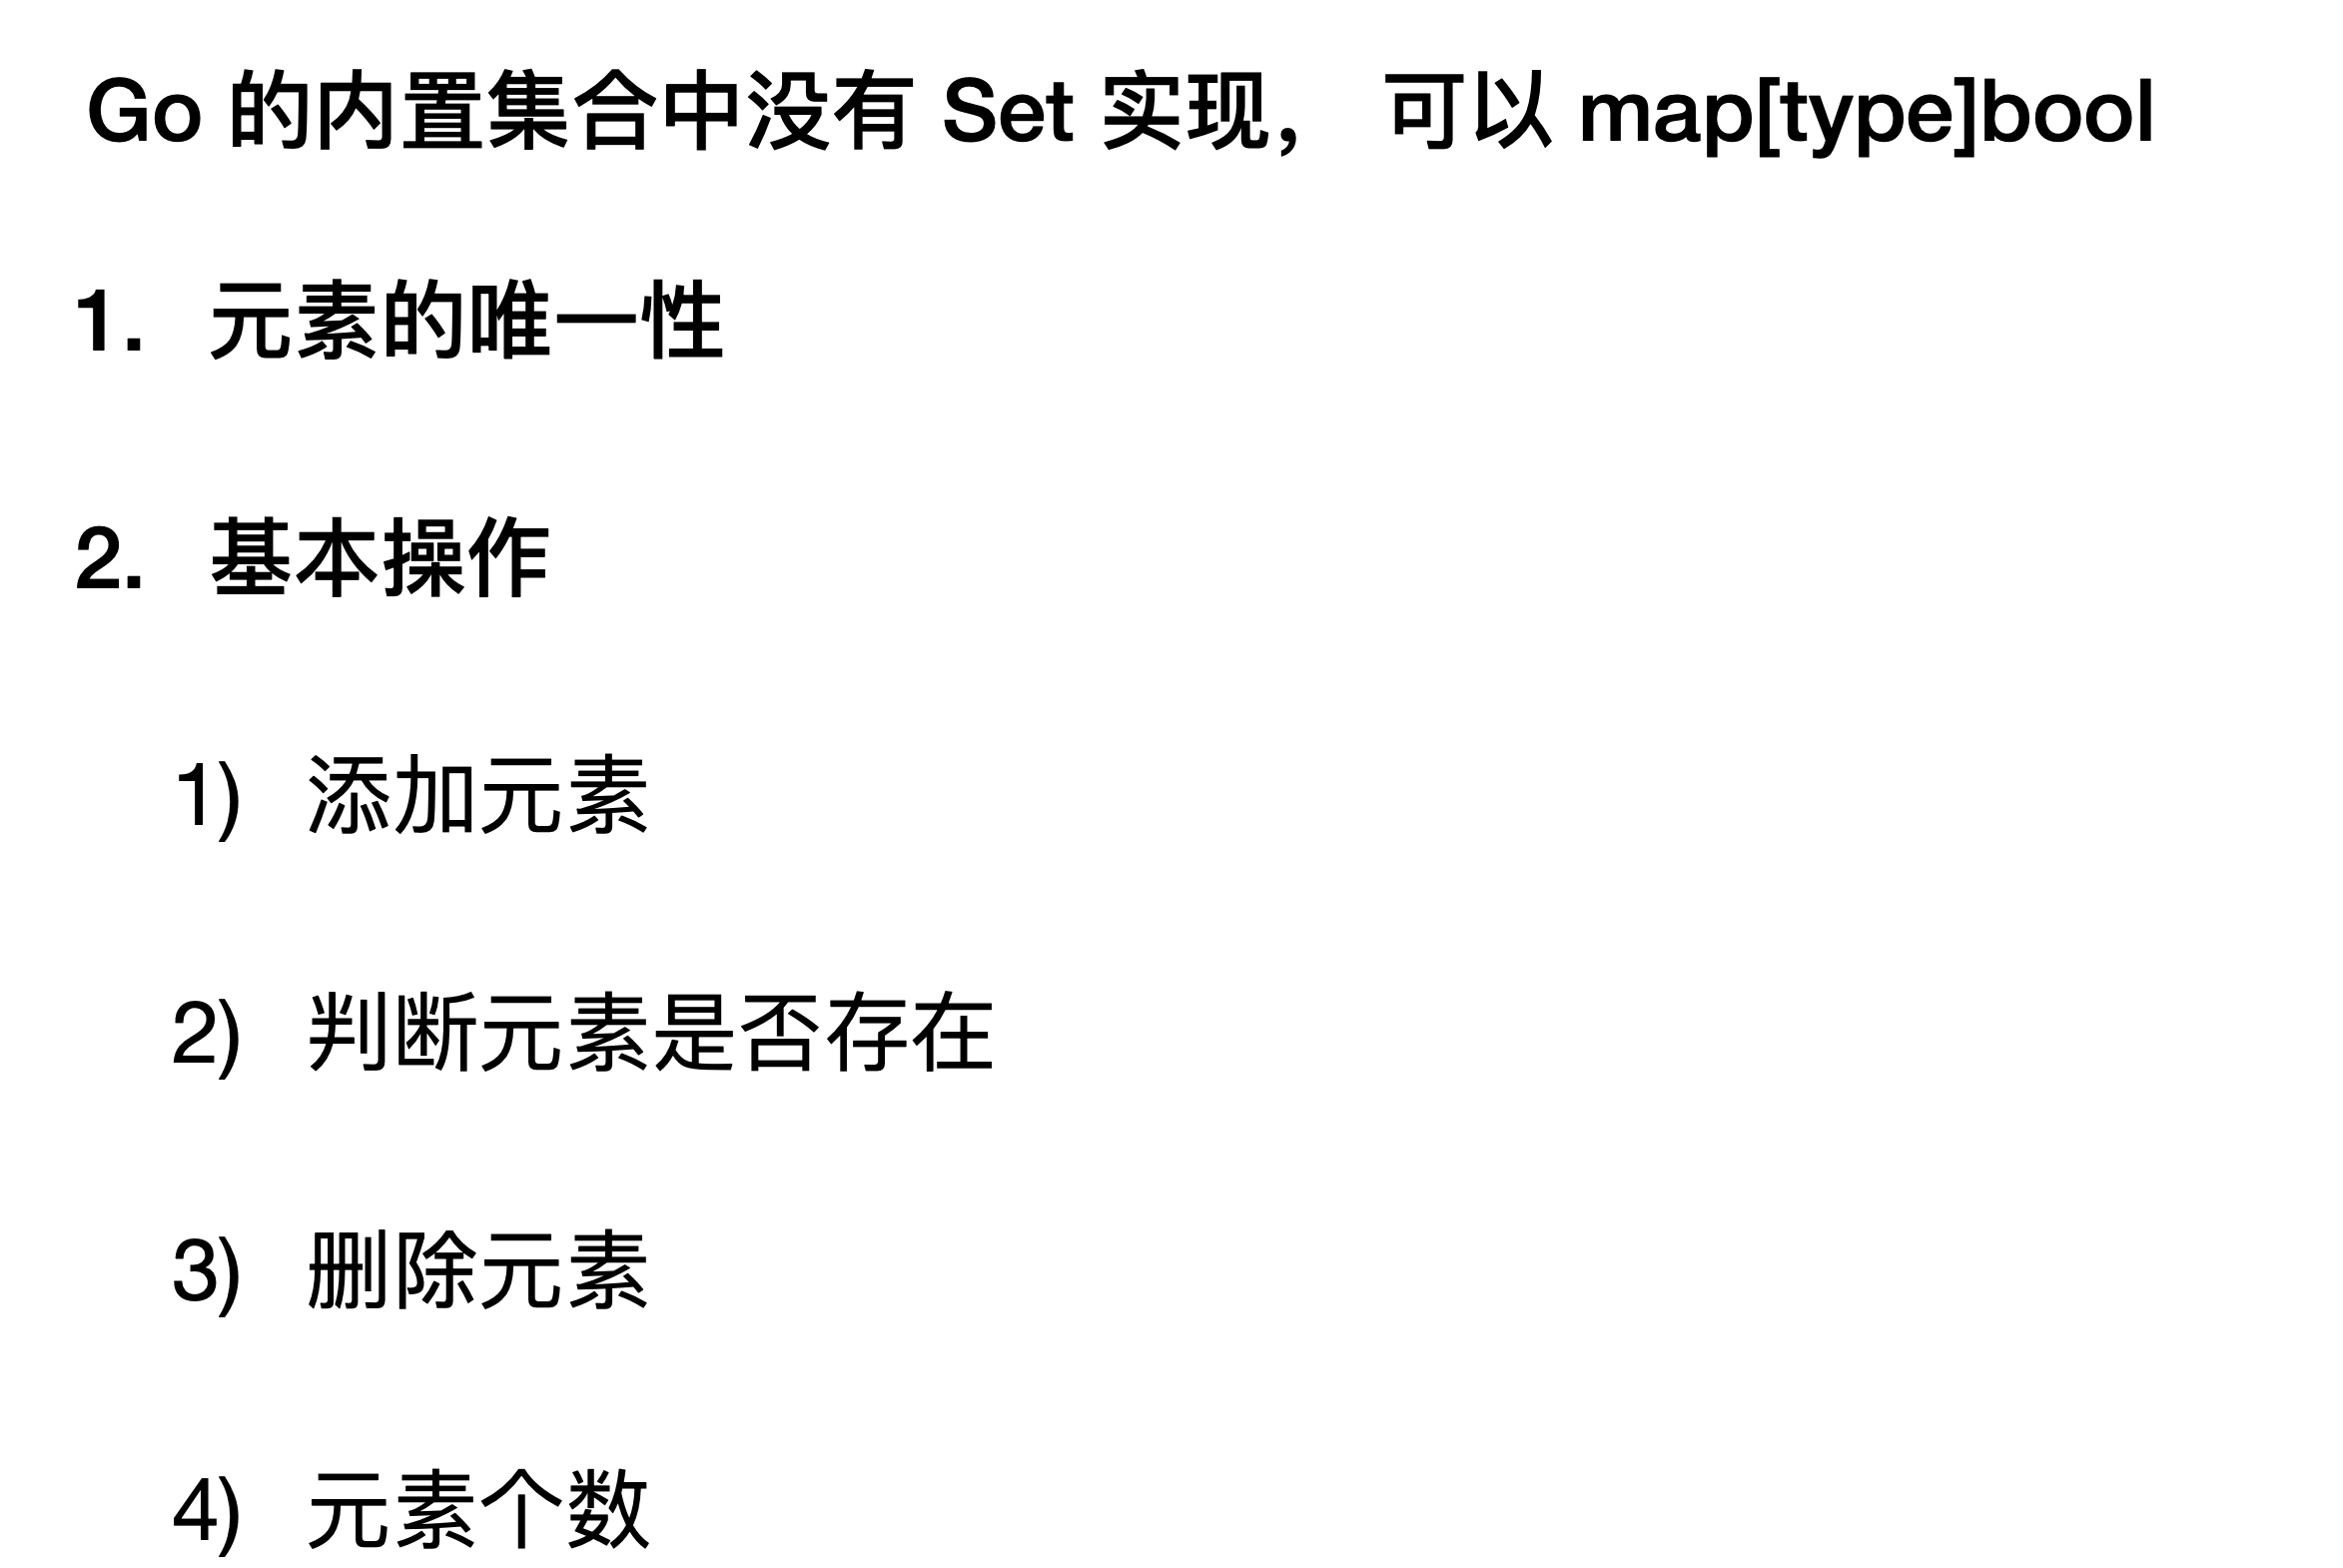 Go 的内置集合中没有 Set 实现, 可以 map[type]bool
1. 元素的唯一性
2. 基本操作
1) 添加元素
2) 判断元素是否存在
3) 删除元素
4) 元素个数